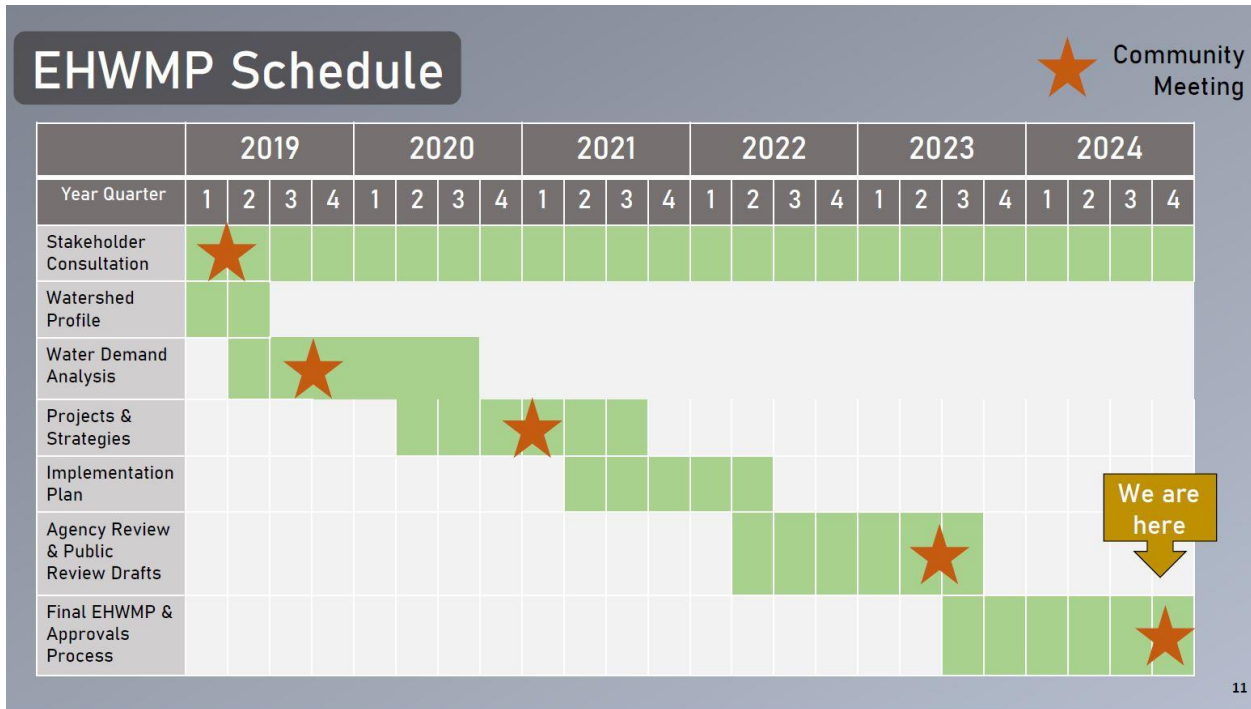 EHWMP Schedule
Community
Meeting
2019 2020 2021 2022 2023 2024
Year Quarter 1 2 3 4 1 2 3 4 1 2 3 4 1 2 3 4 1 2 3 4 1 2 3 4
Stakeholder
Consultation
Watershed
Profile
Water Demand
Analysis
Projects &
Strategies
Implementation
Plan
We are
here
Agency Review
& Public
Review Drafts
Final EHWMP &
Approvals
Process
11